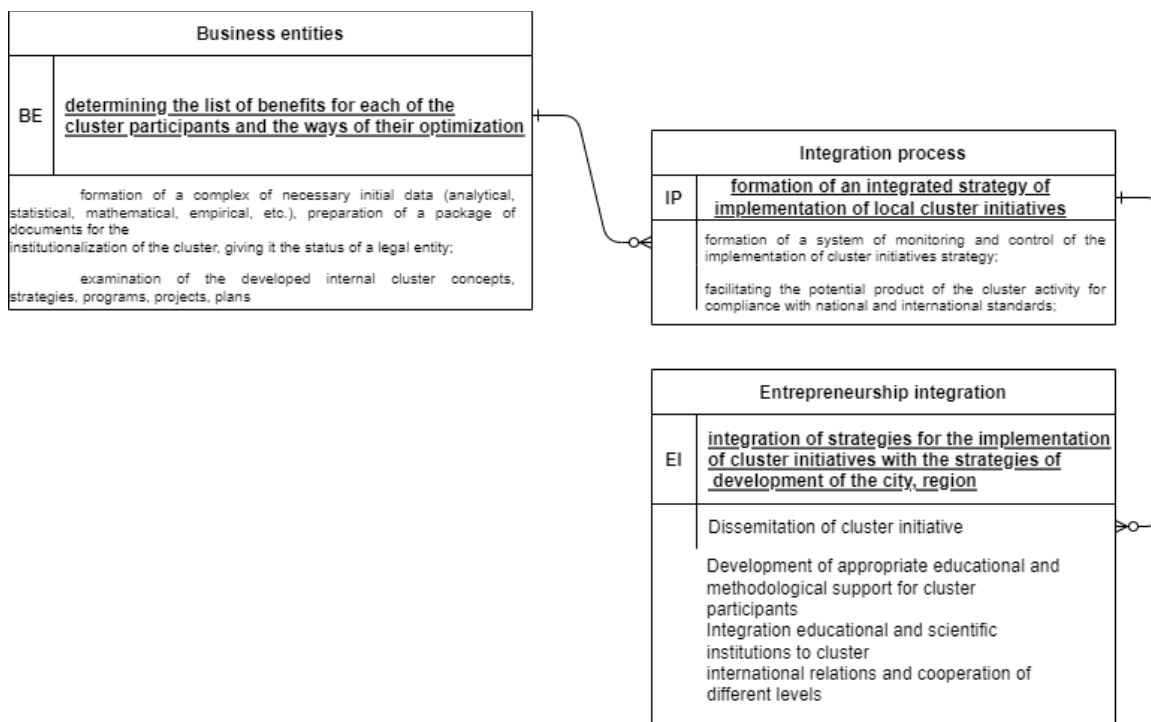 Business entities
BE
determining the list of benefits for each of the
cluster participants and the ways of their optimization
formation of a complex of necessary initial data (analytical,
statistical, mathematical, empirical, etc.), preparation of a package of
documents for the
institutionalization of the cluster, giving it the status of a legal entity;
examination of the developed internal cluster concepts,
strategies, programs, projects, plans
Integration process
IP
formation of an integrated strategy of
implementation of local cluster initiatives
formation of a system of monitoring and control of the
implementation of cluster initiatives strategy;
facilitating the potential product of the cluster activity for
compliance with national and international standards;
Entrepreneurship integration
EI
integration of strategies for the implementation
of cluster initiatives with the strategies of
development of the city, region
Dissemitation of cluster initiative
Development of appropriate educational and
methodological support for cluster
participants
Integration educational and scientific
institutions to cluster
international relations and cooperation of
different levels